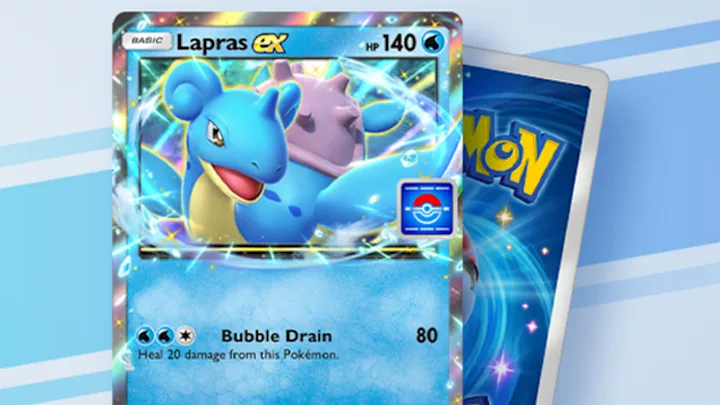 BASIC Lapras ex HP 140
Bubble Drain 80
Heal 20 damage from this Pokémon.
MON